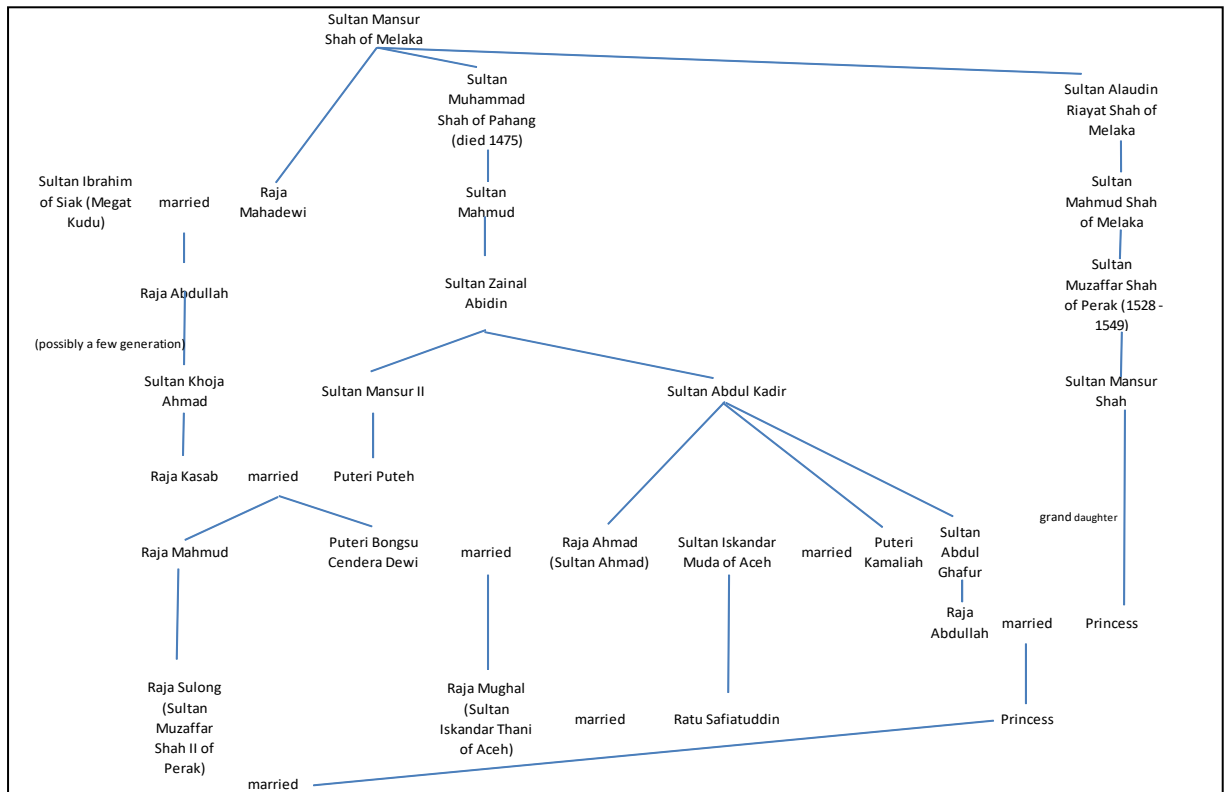 Sultan Mansur
Shah of Melaka
Sultan
Muhammad
Shah of Pahang
(died 1475)
Sultan Alaudin
Riayat Shah of
Melaka
Sultan Ibrahim
of Siak (Megat
Kudu)
married
Raja
Mahadewi
Sultan
Mahmud
Sultan
Mahmud Shah
of Melaka
Raja Abdullah
Sultan Zainal
Abidin
Sultan
Muzaffar Shah
of Perak (1528 -
1549)
(possibly a few generation)
Sultan Khoja
Ahmad
Sultan Mansur II
Sultan Abdul Kadir
Sultan Mansur
Shah
Raja Kasab
married
Puteri Puteh
grand daughter
Raja Mahmud
Puteri Bongsu
Cendera Dewi
married
Raja Ahmad
(Sultan Ahmad)
Sultan Iskandar
Muda of Aceh
married
Puteri
Kamaliah
Sultan
Abdul
Ghafur
Raja
Abdullah
married
Princess
Raja Sulong
(Sultan
Muzaffar
Shah II of
Perak)
Raja Mughal
(Sultan
Iskandar Thani
of Aceh)
married
Ratu Safiatuddin
Princess
married